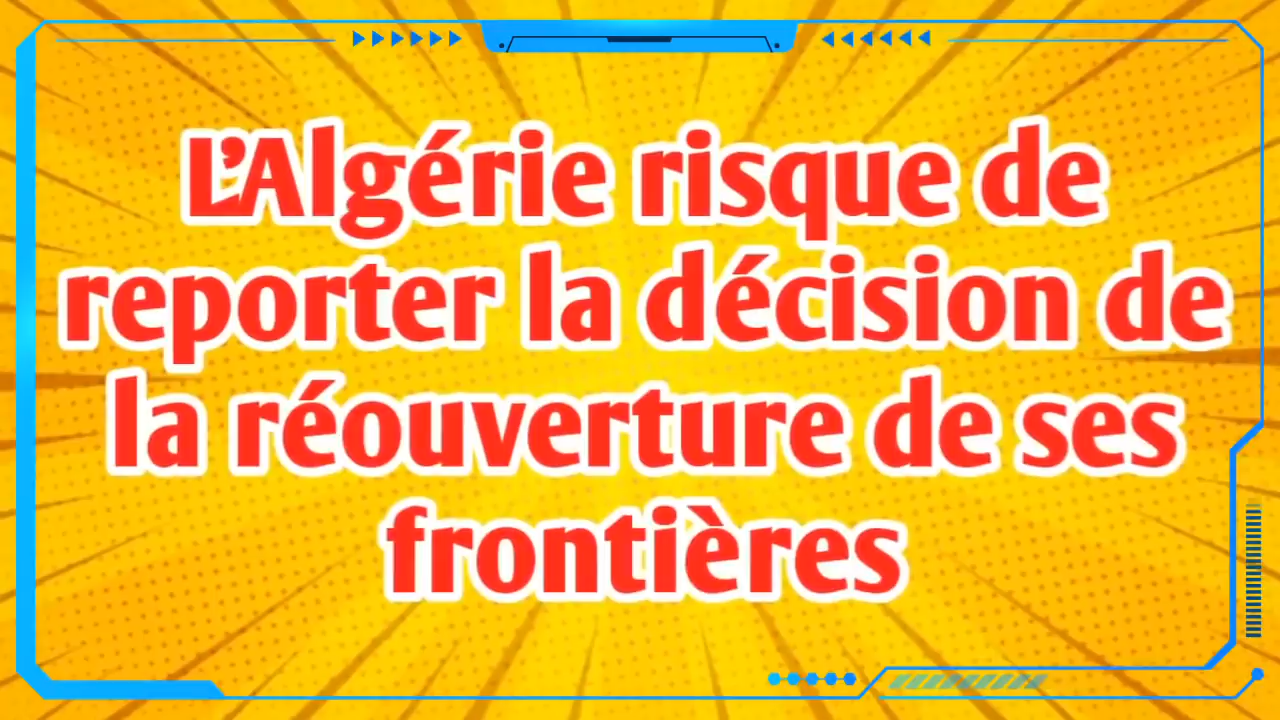 L'Algérie risque de
reporter la décision de
la réouverture de ses
frontières